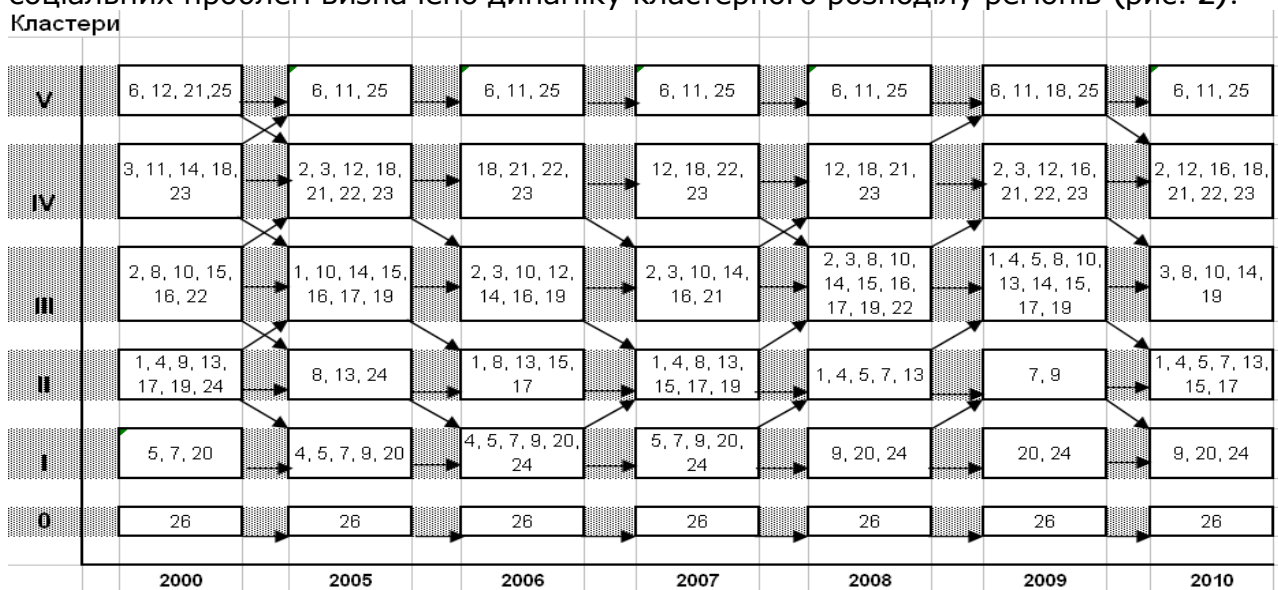 соціальних проблем визначено динаміку кластерного розподілу регіонів (рис. 2).
Кластери
V
6, 12, 21,25
6, 11, 25
6, 11, 25
6, 11, 25
6, 11, 25
6, 11, 18, 25
6, 11, 25
IV
3, 11, 14, 18,
23
2, 3, 12, 18,
21, 22, 23
18, 21, 22,
23
12, 18, 22,
23
12, 18, 21,
23
2, 3, 12, 16,
21, 22, 23
2, 12, 16, 18,
21, 22, 23
III
2, 8, 10, 15,
16, 22
1, 10, 14, 15,
16, 17, 19
2, 3, 10, 12,
14, 16, 19
2, 3, 10, 14,
16, 21
2, 3, 8, 10,
14, 15, 16,
17, 19, 22
1, 4, 5, 8, 10,
13, 14, 15,
17, 19
3, 8, 10, 14,
19
II
1, 4, 9, 13,
17, 19, 24
8, 13, 24
1, 8, 13, 15,
17
1, 4, 8, 13,
15, 17, 19
1, 4, 5, 7, 13
7, 9
1, 4, 5, 7, 13,
15, 17
I
5, 7, 20
4, 5, 7, 9, 20
4, 5, 7, 9, 20,
24
5, 7, 9, 20,
24
9, 20, 24
20, 24
9, 20, 24
0
26
26
26
26
26
26
26
2000
2005
2006
2007
2008
2009
2010